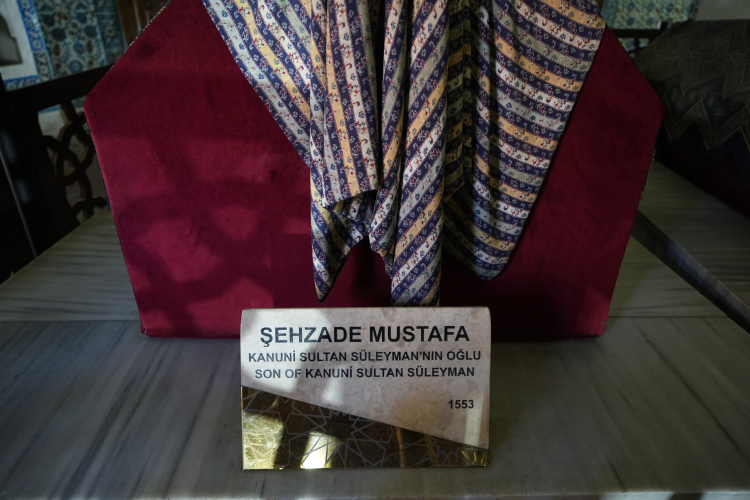 ŞEHZADE MUSTAFA
KANUNİ SULTAN SÜLEYMAN'NIN OĞLU
SON OF KANUNİ SULTAN SÜLEYMAN
1553